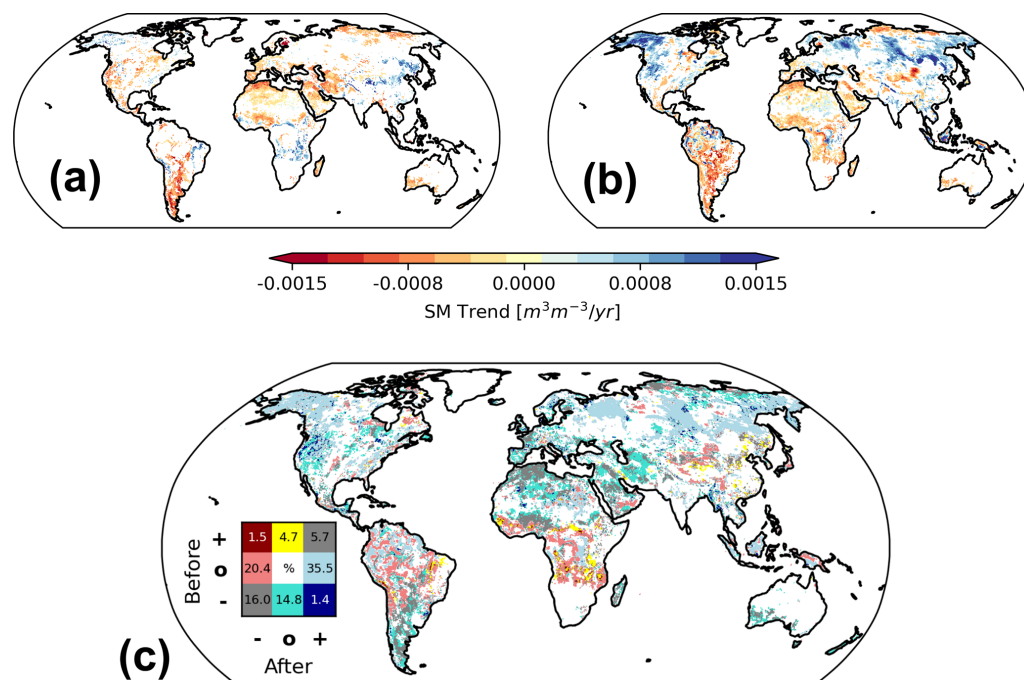 (a)
(b)
-0.0015 -0.0008 0.0000 0.0008 0.0015
SM Trend [m³m⁻³/yr]
Before
+ 1.5 4.7 5.7
o 20.4 % 35.5
- 16.0 14.8 1.4
- o +
After
(c)